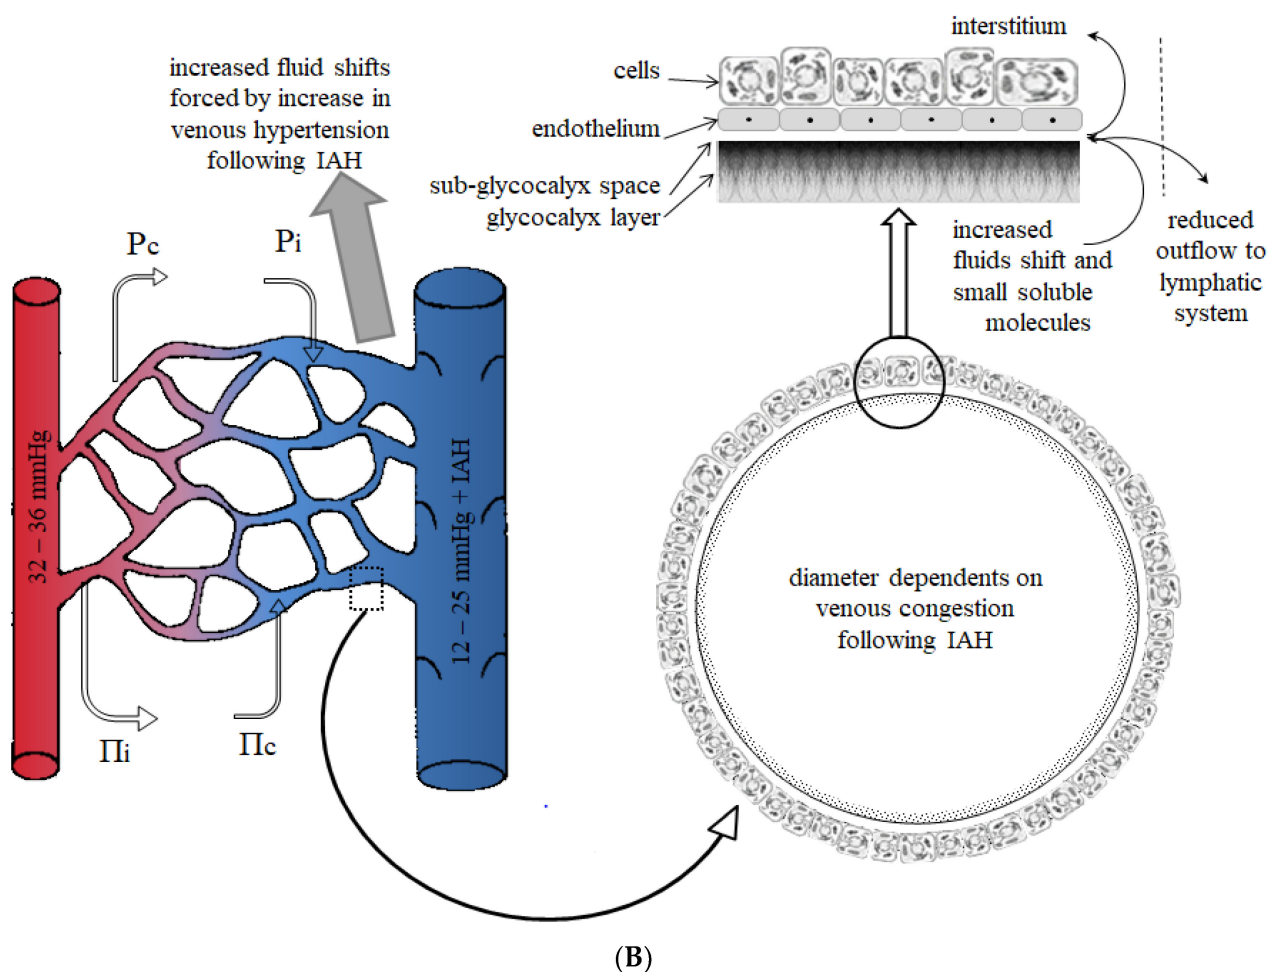 increased fluid shifts
forced by increase in
venous hypertension
following IAH
Pc
Pi
32 – 36 mmHg
12 – 25 mmHg + IAH
Πi
Πc
interstitium
cells
endothelium
sub-glycocalyx space
glycocalyx layer
increased
fluids shift and
small soluble
molecules
reduced
outflow to
lymphatic
system
diameter dependents on
venous congestion
following IAH
(B)